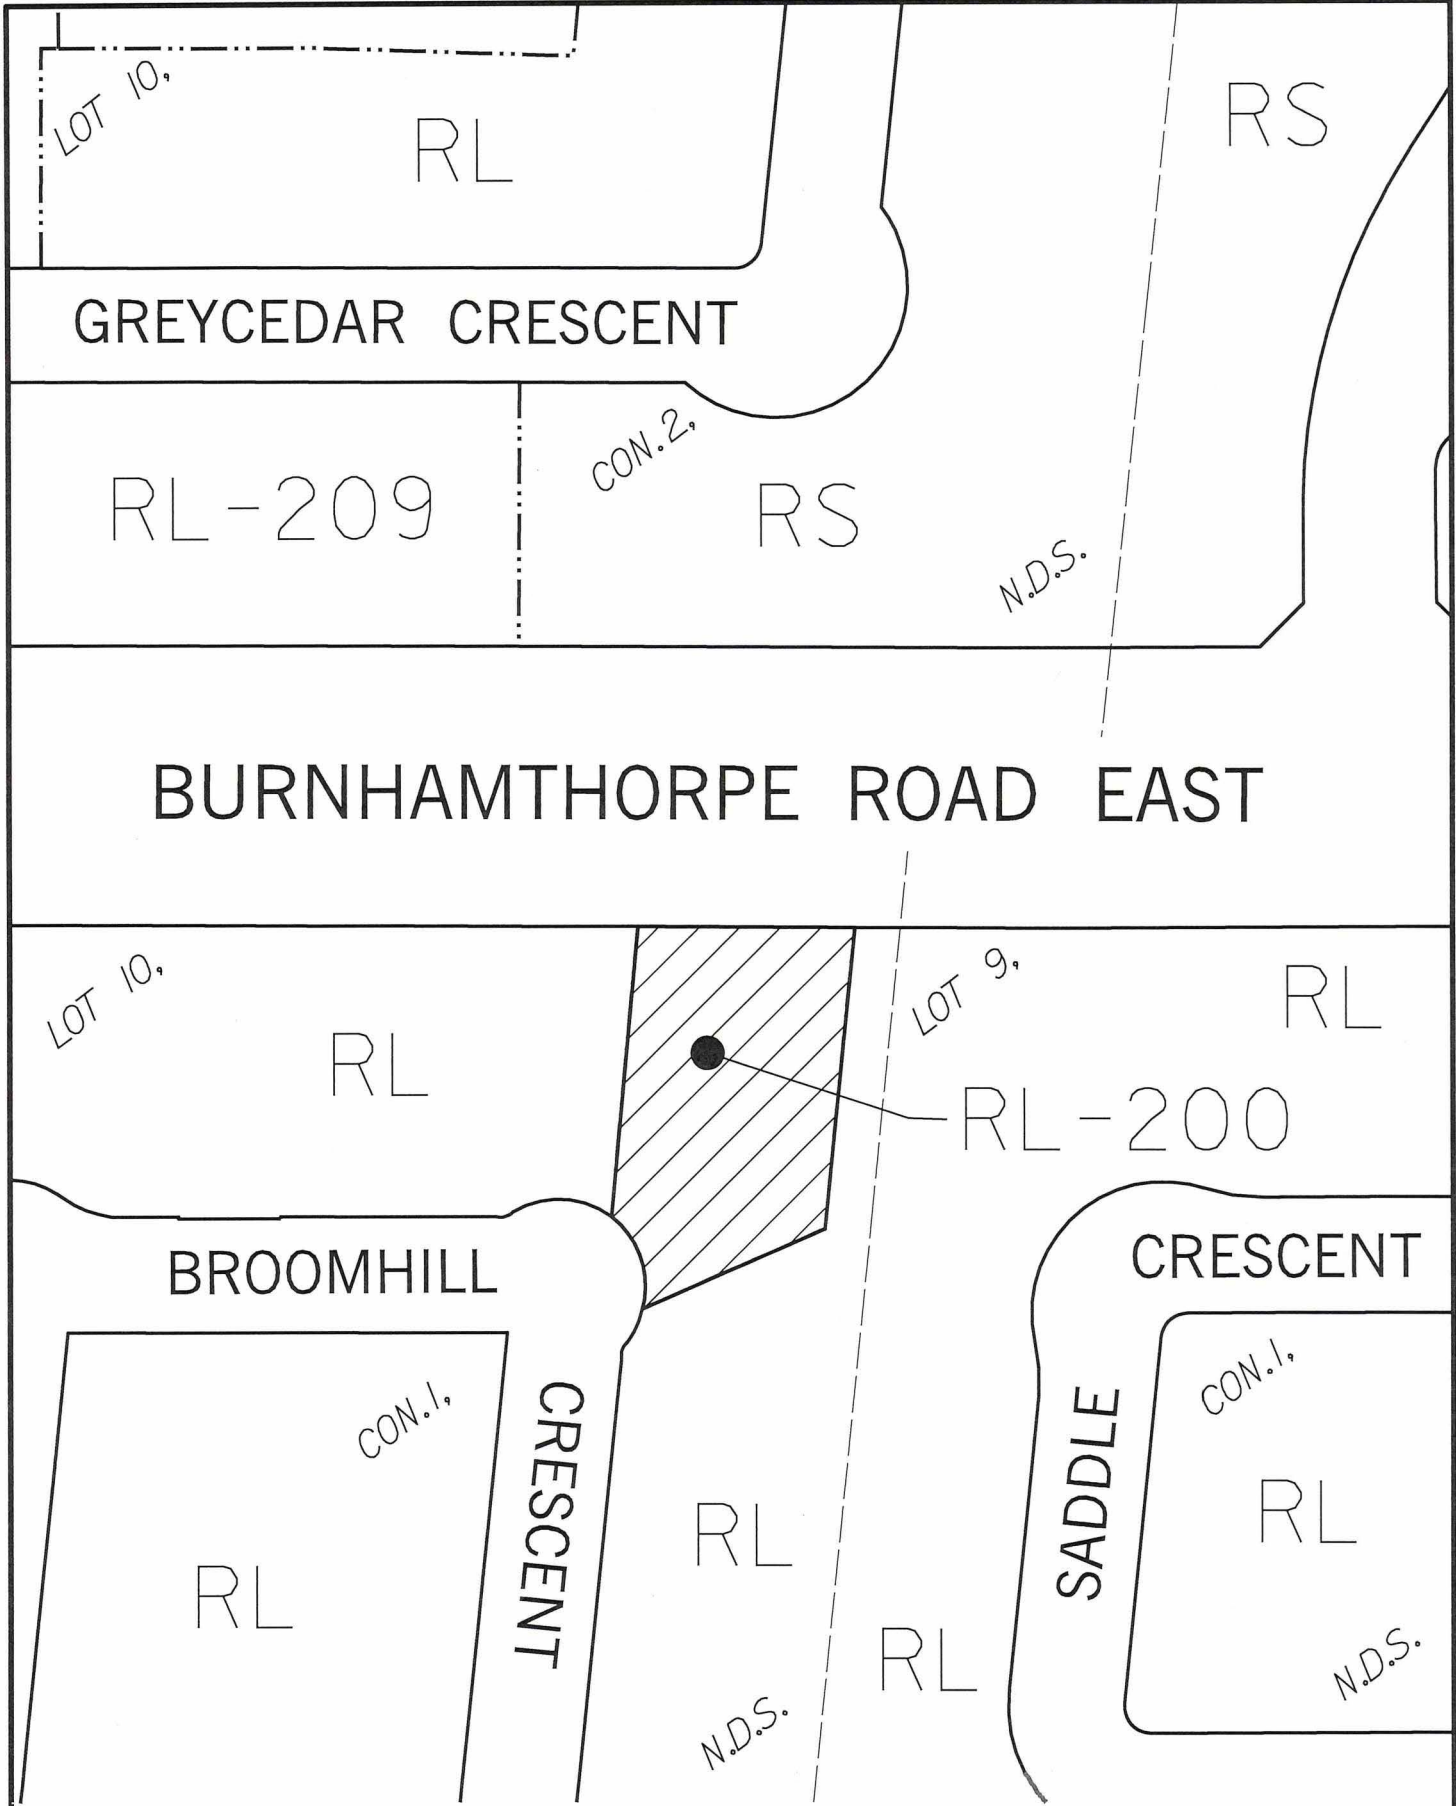 LOT 10,
RL
RS
GREYCEDAR CRESCENT
RL-209
CON.2,
RS
N.D.S.
BURNHAMTHORPE ROAD EAST
LOT 10,
RL
LOT 9,
RL
RL-200
BROOMHILL
CRESCENT
CRESCENT
SADDLE
CON.1,
CON.1,
RL
RL
RL
RL
N.D.S.
N.D.S.